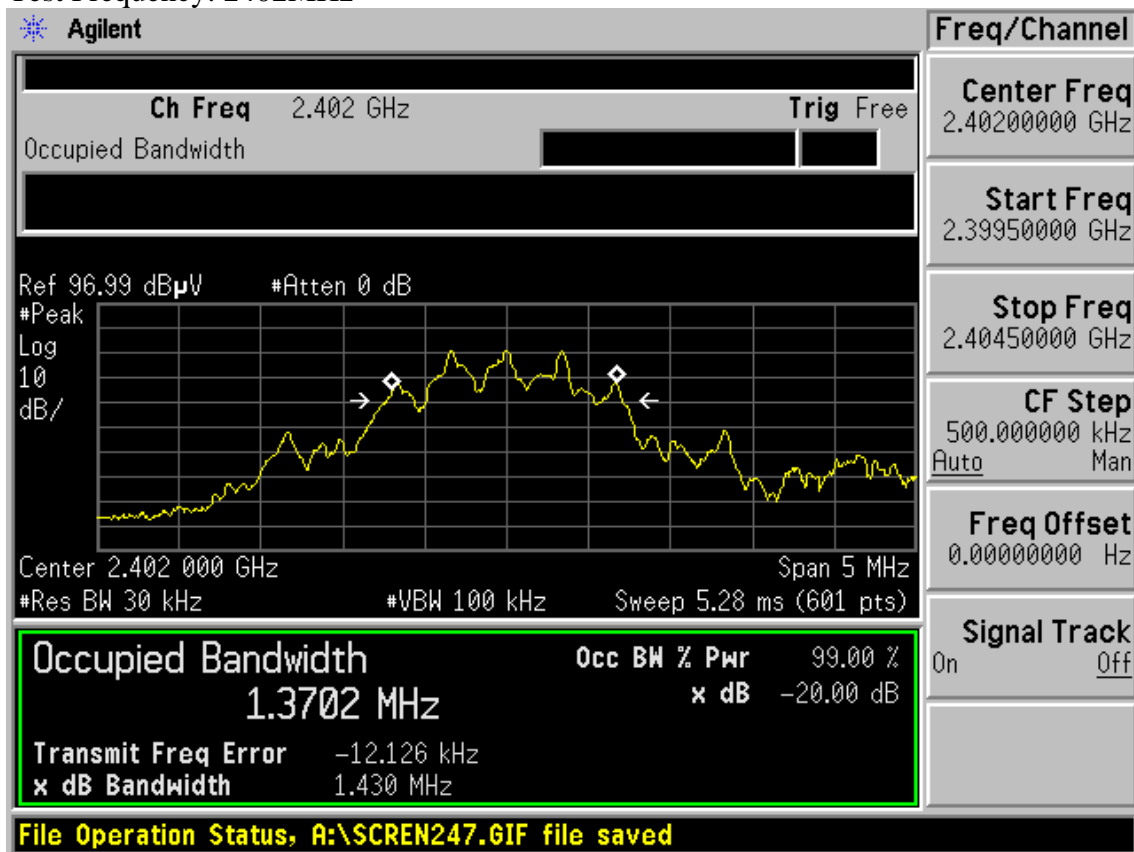 Agilent
Freq/Channel
Ch Freq 2.402 GHz Trig Free
Occupied Bandwidth
Center Freq
2.40200000 GHz
Start Freq
2.39950000 GHz
Stop Freq
2.40450000 GHz
CF Step
500.000000 kHz
Auto Man
Freq Offset
0.00000000 Hz
Signal Track
On Off
Ref 96.99 dBµV #Atten 0 dB
#Peak
Log
10
dB/
Center 2.402 000 GHz Span 5 MHz
#Res BW 30 kHz #VBW 100 kHz Sweep 5.28 ms (601 pts)
Occupied Bandwidth Occ BW % Pwr 99.00 %
1.3702 MHz x dB -20.00 dB
Transmit Freq Error -12.126 kHz
x dB Bandwidth 1.430 MHz
File Operation Status, A:\SCREN247.GIF file saved